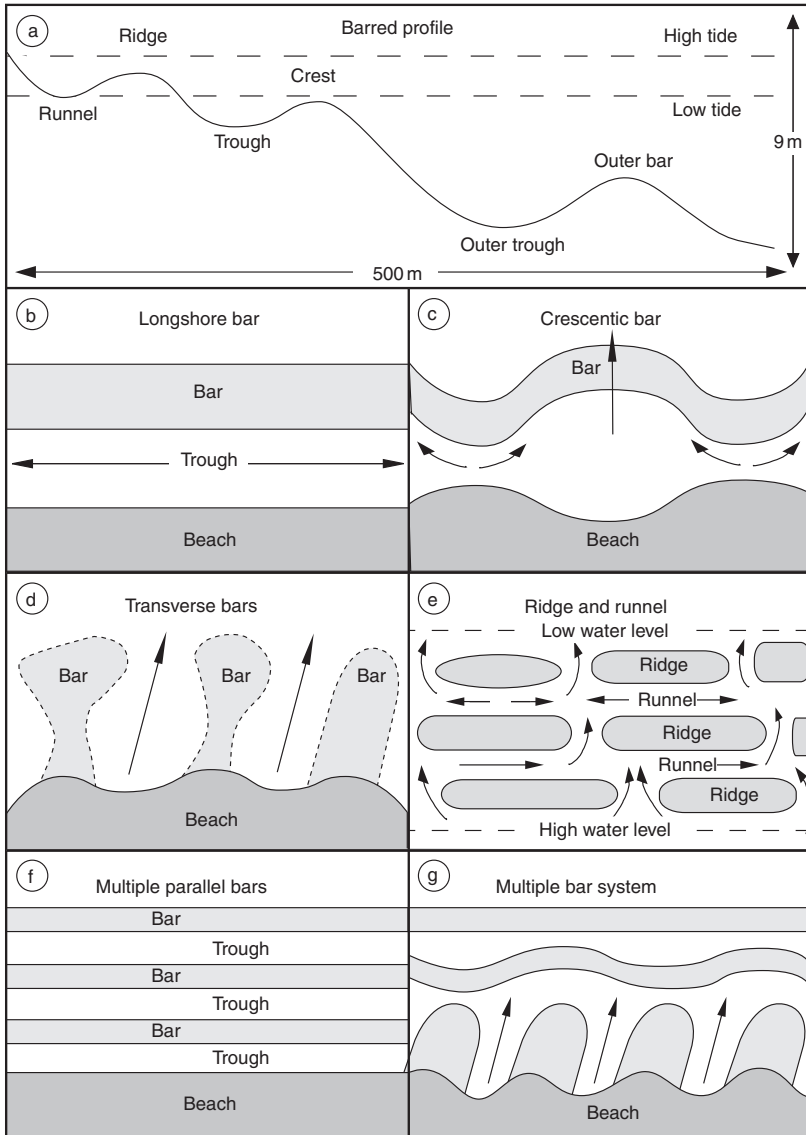 a
Ridge
Barred profile
High tide
Crest
Runnel
Low tide
Trough
9 m
Outer bar
Outer trough
500 m
b
Longshore bar
Bar
Trough
Beach
c
Crescentic bar
Bar
Beach
d
Transverse bars
Bar
Bar
Bar
Beach
e
Ridge and runnel
Low water level
Ridge
Runnel
Ridge
Runnel
Ridge
High water level
f
Multiple parallel bars
Bar
Trough
Bar
Trough
Bar
Trough
Beach
g
Multiple bar system
Beach